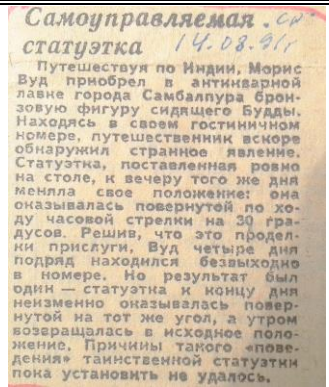 Самоуправляемая
статуэтка 14.08.91г
Путешествуя по Индии, Морис
Вуд приобрел в антикварной
лавке города Самбалпура брон-
зовую фигуру сидящего Будды.
Находясь в своем гостиничном
номере, путешественник вскоре
обнаружил странное явление.
Статуэтка, поставленная ровно
на столе, к вечеру того же дня
меняла свое положение: она
оказывалась повернутой по хо-
ду часовой стрелки на 30 гра-
дусов. Решив, что это продел-
ки прислуги, Вуд четыре дня
подряд находился безвыходно
в номере. Но результат был
один — статуэтка к концу дня
неизменно оказывалась повер-
нутой на тот же угол, а утром
возвращалась в исходное поло-
жение. Причины такого «пове-
дения» таинственной статуэтки
пока установить не удалось.